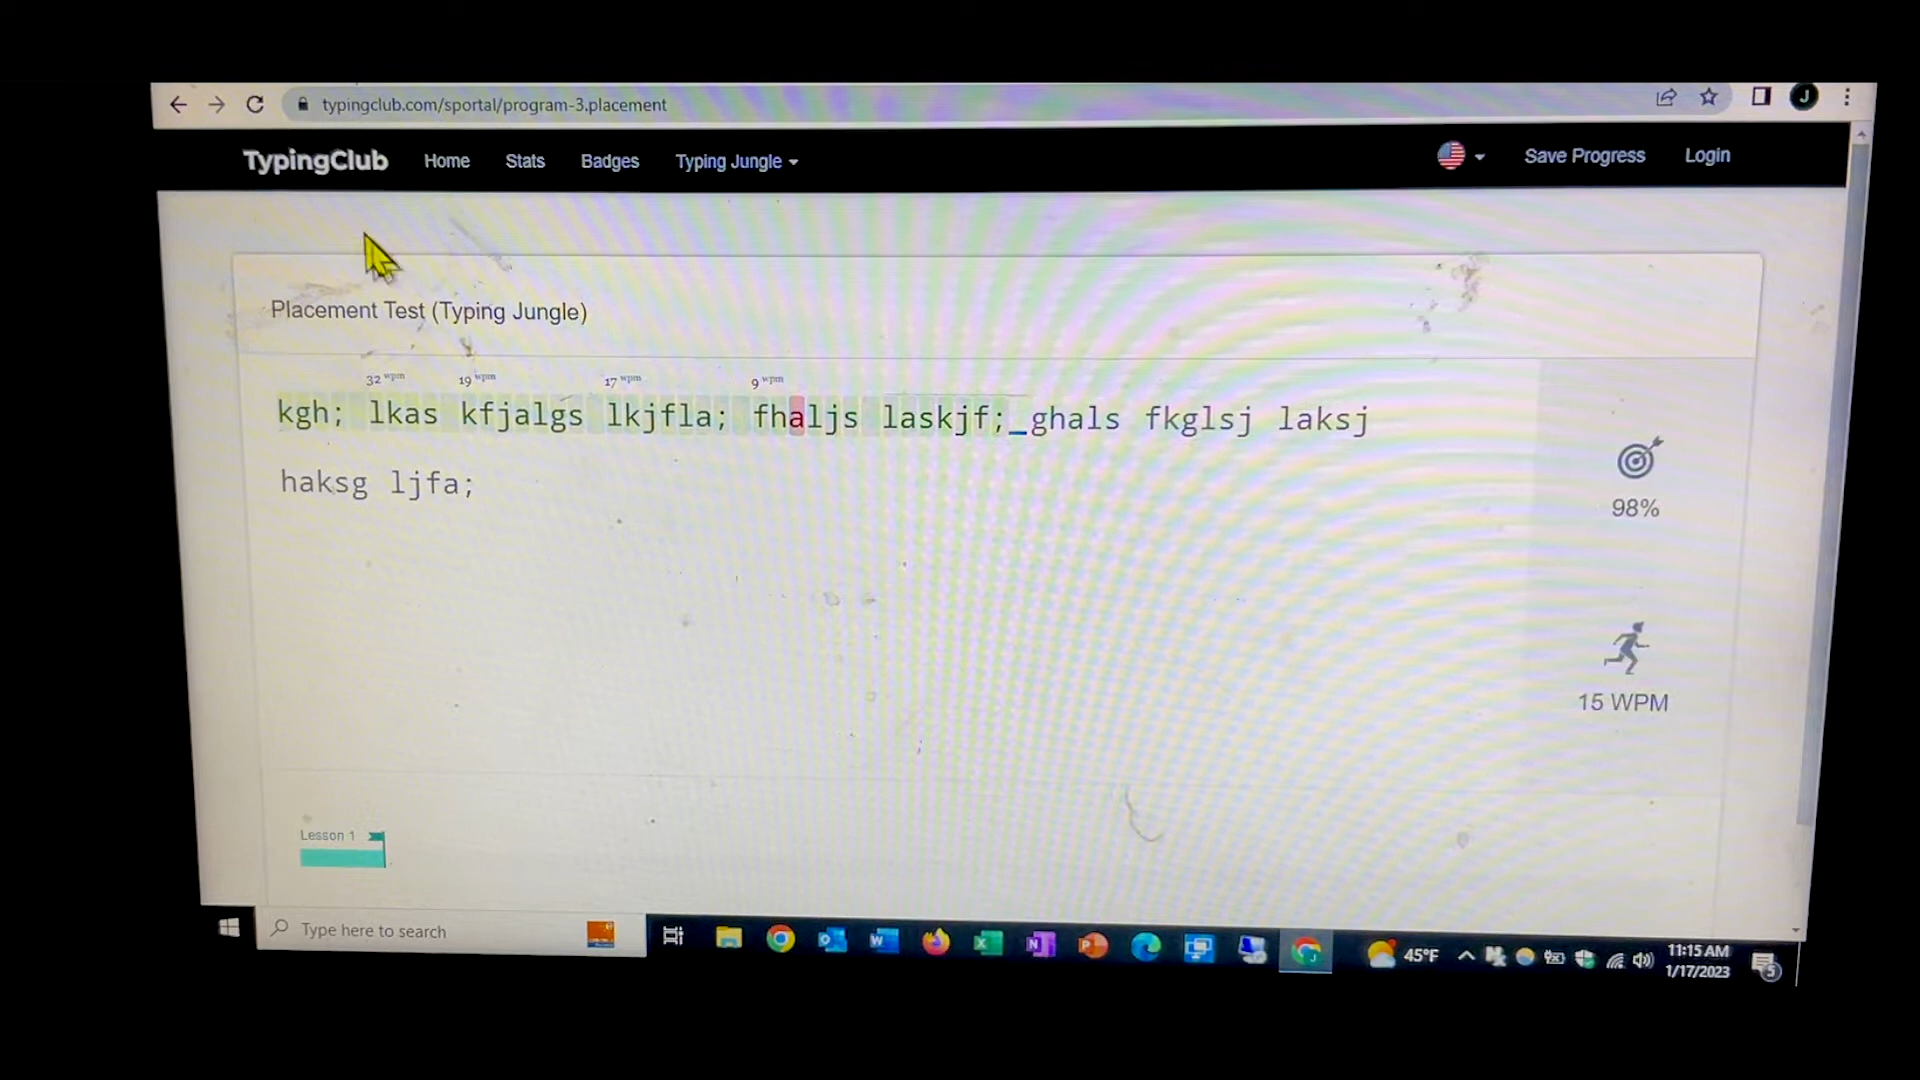 typingclub.com/sportal/program-3.placement
J
TypingClub Home Stats Badges Typing Jungle Save Progress Login
Placement Test (Typing Jungle)
32 wpm 19 wpm 17 wpm 9 wpm
kgh; lkas kfjalgs lkjfla; fhaljs laskjf;_ghals fkglsj laksj
haksg ljfa;
98%
15 WPM
Lesson 1
Type here to search
45°F
11:15 AM
1/17/2023
5